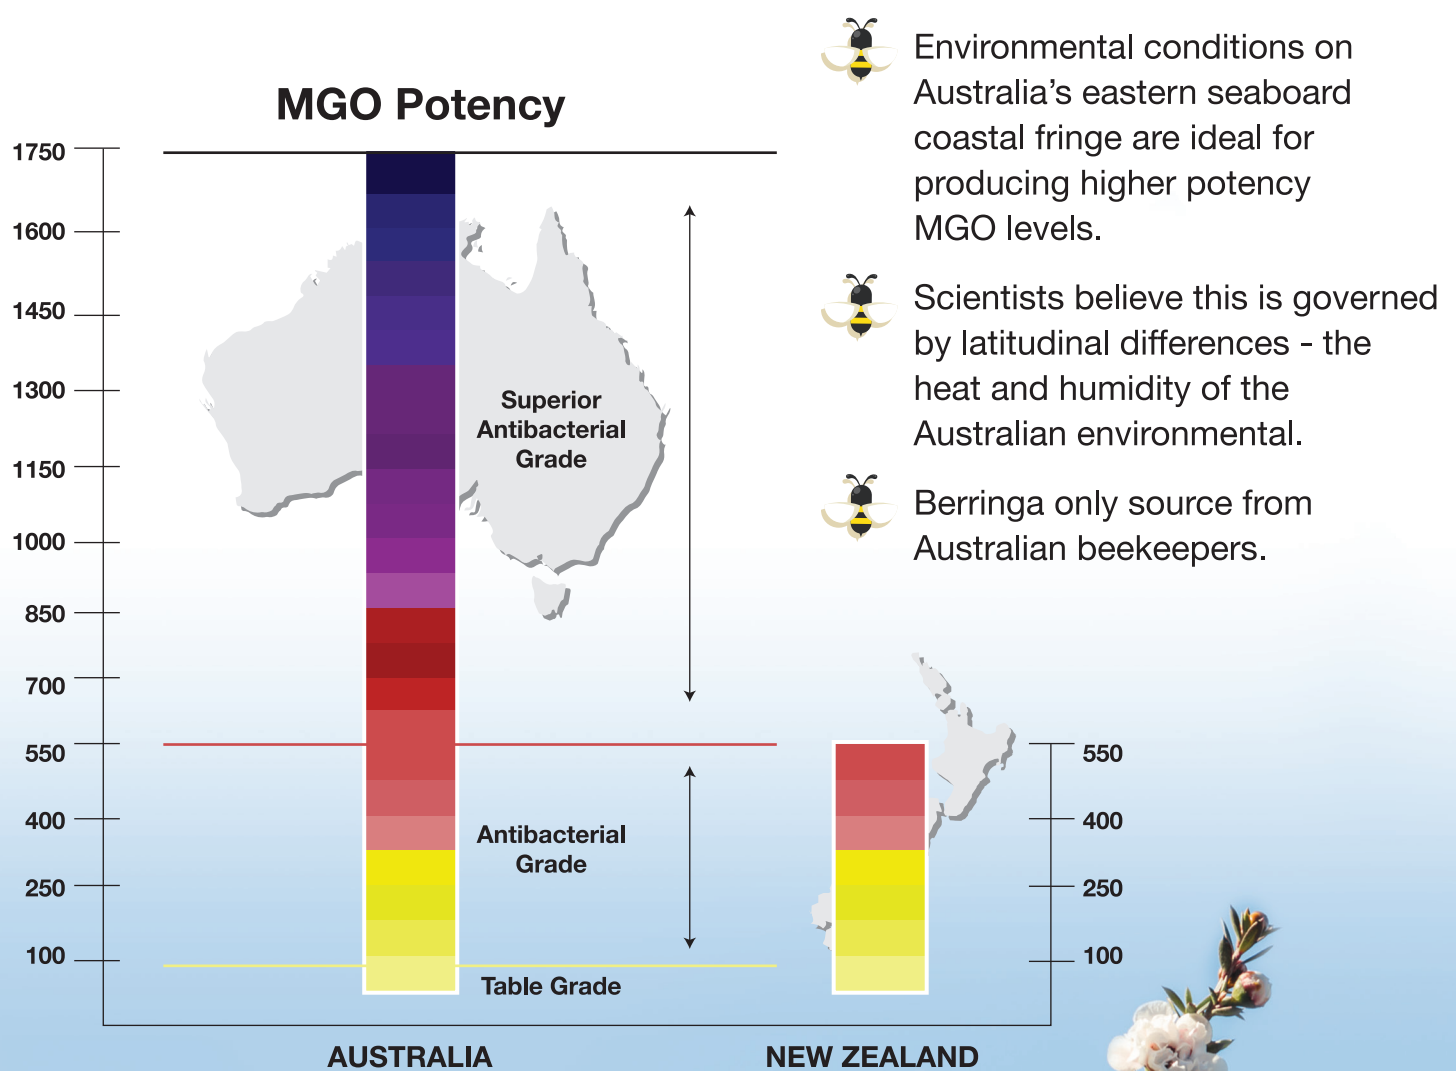 MGO Potency
1750
1600
1450
1300
1150
1000
850
700
550
400
250
100
Superior
Antibacterial
Grade
Antibacterial
Grade
Table Grade
550
400
250
100
AUSTRALIA
NEW ZEALAND
Environmental conditions on
Australia's eastern seaboard
coastal fringe are ideal for
producing higher potency
MGO levels.
Scientists believe this is governed
by latitudinal differences - the
heat and humidity of the
Australian environmental.
Berringa only source from
Australian beekeepers.